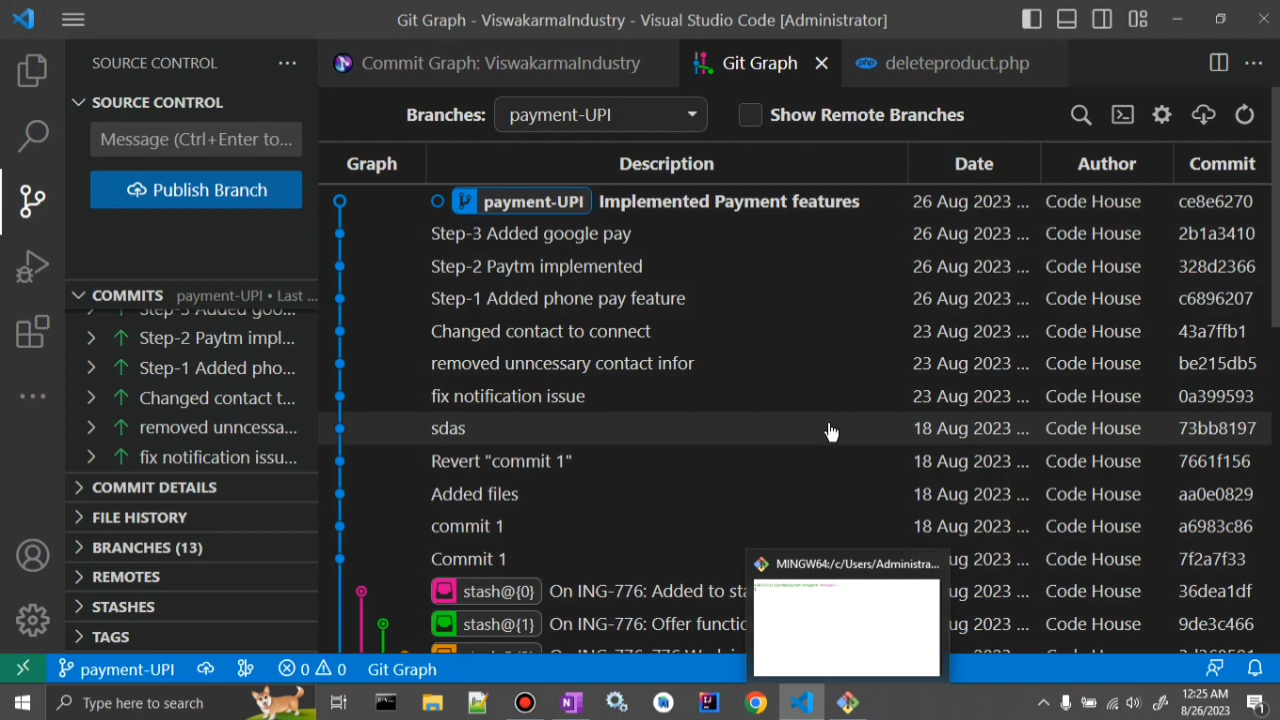 Git Graph - ViswakarmaIndustry - Visual Studio Code [Administrator]
SOURCE CONTROL
Commit Graph: ViswakarmaIndustry
Git Graph
deleteproduct.php
SOURCE CONTROL
Message (Ctrl+Enter to...
Publish Branch
Branches:
payment-UPI
Show Remote Branches
Graph
Description
Date
Author
Commit
payment-UPI Implemented Payment features 26 Aug 2023 ... Code House ce8e6270
Step-3 Added google pay 26 Aug 2023 ... Code House 2b1a3410
Step-2 Paytm implemented 26 Aug 2023 ... Code House 328d2366
Step-1 Added phone pay feature 26 Aug 2023 ... Code House c6896207
Changed contact to connect 23 Aug 2023 ... Code House 43a7ffb1
removed unncessary contact infor 23 Aug 2023 ... Code House be215db5
fix notification issue 23 Aug 2023 ... Code House 0a399593
sdas 18 Aug 2023 ... Code House 73bb8197
Revert "commit 1" 18 Aug 2023 ... Code House 7661f156
Added files 18 Aug 2023 ... Code House aa0e0829
commit 1 18 Aug 2023 ... Code House a6983c86
Commit 1 Code House 7f2a7f33
stash@{0} On ING-776: Added to sta Code House 36dea1df
stash@{1} On ING-776: Offer functio Code House 9de3c466
COMMITS payment-UPI • Last ...
Step-3 Added goo...
Step-2 Paytm impl...
Step-1 Added pho...
Changed contact t...
removed unncessa...
fix notification issu...
COMMIT DETAILS
FILE HISTORY
BRANCHES (13)
REMOTES
STASHES
TAGS
MINGW64:/c/Users/Administra...
payment-UPI
0
0
Git Graph
Type here to search
12:25 AM
8/26/2023
1